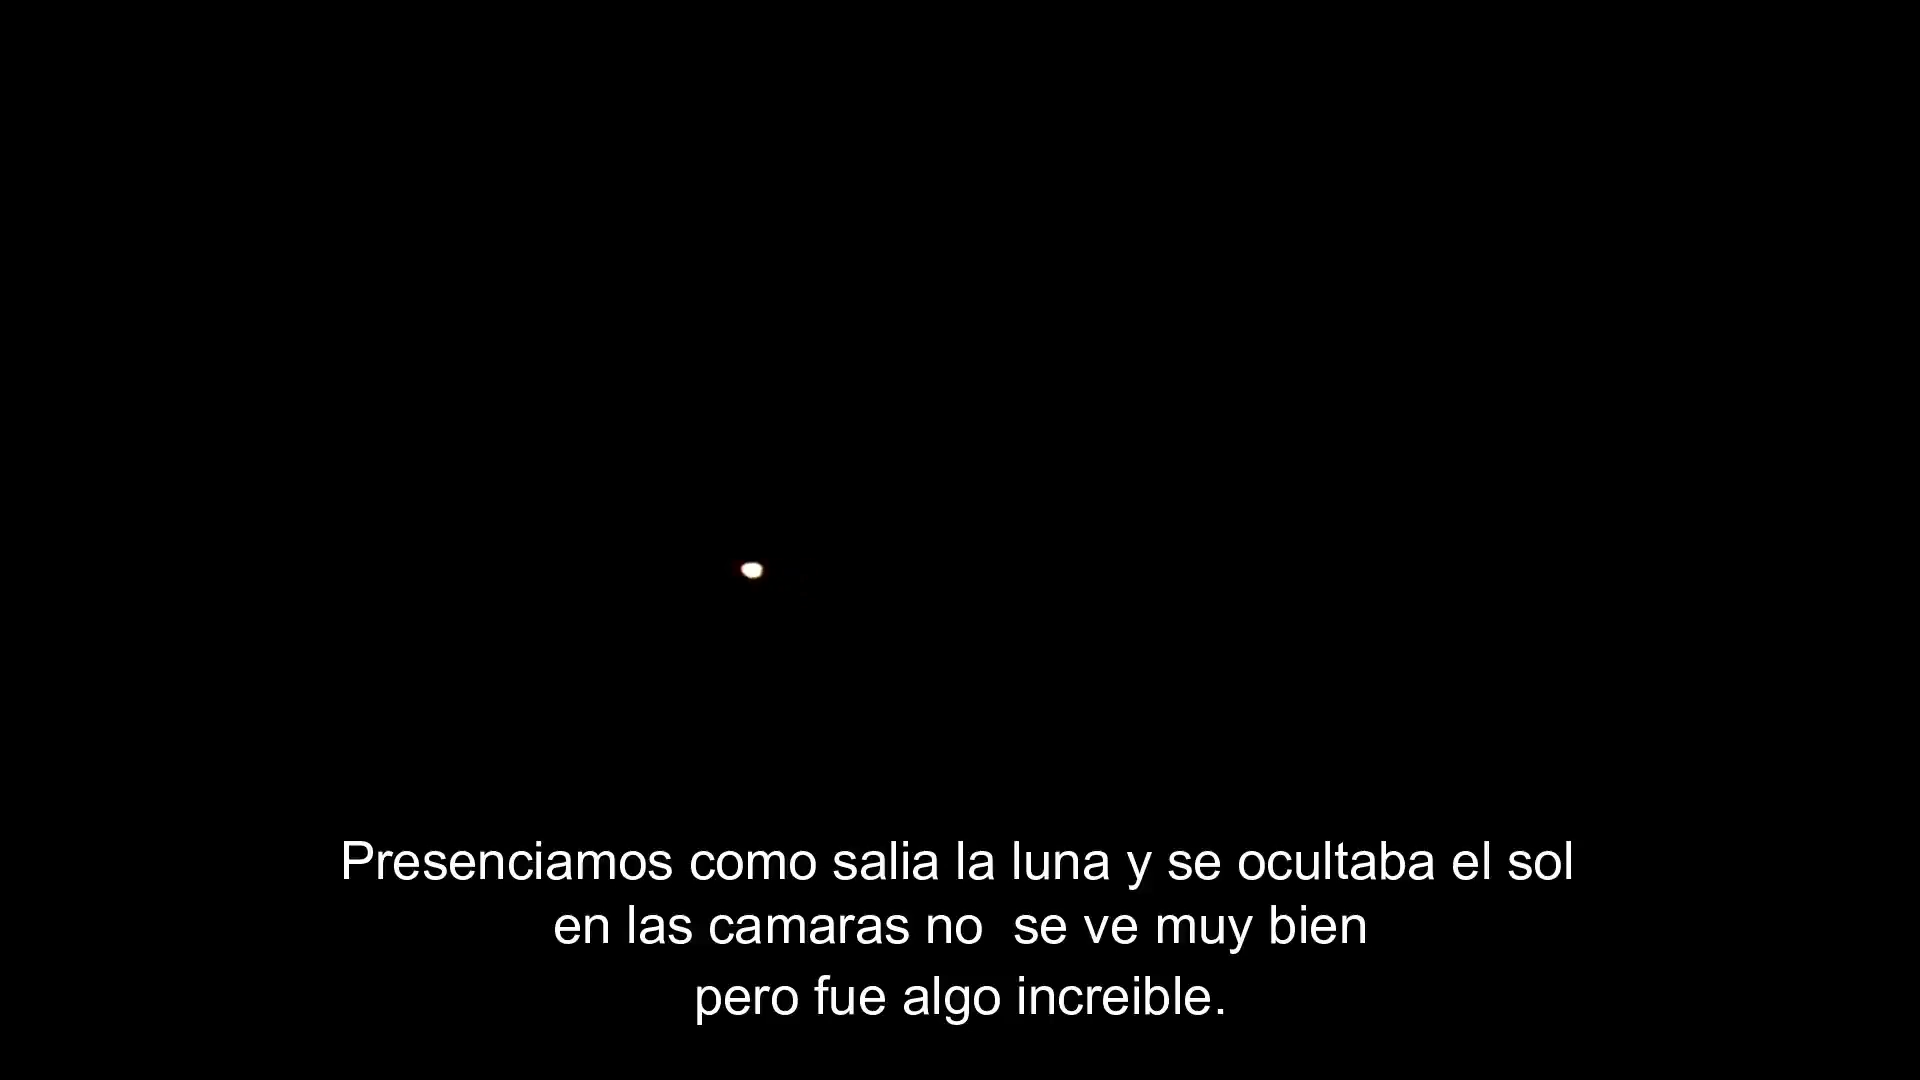 Presenciamos como salia la luna y se ocultaba el sol
en las camaras no  se ve muy bien
pero fue algo increible.